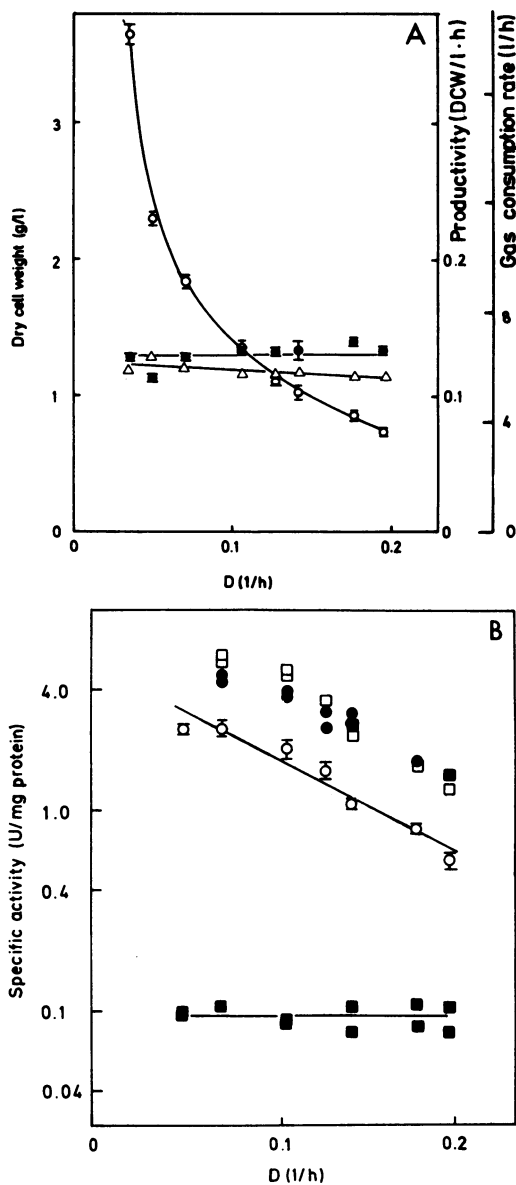 A
Dry cell weight (g/l)
3
2
1
0
Productivity (DCW/l·h)
0.2
0.1
0
Gas consumption rate (l/h)
8
4
0
0
0.1
0.2
D (1/h)
B
Specific activity (U/mg protein)
4.0
1.0
0.4
0.1
0.04
0
0.1
0.2
D (1/h)